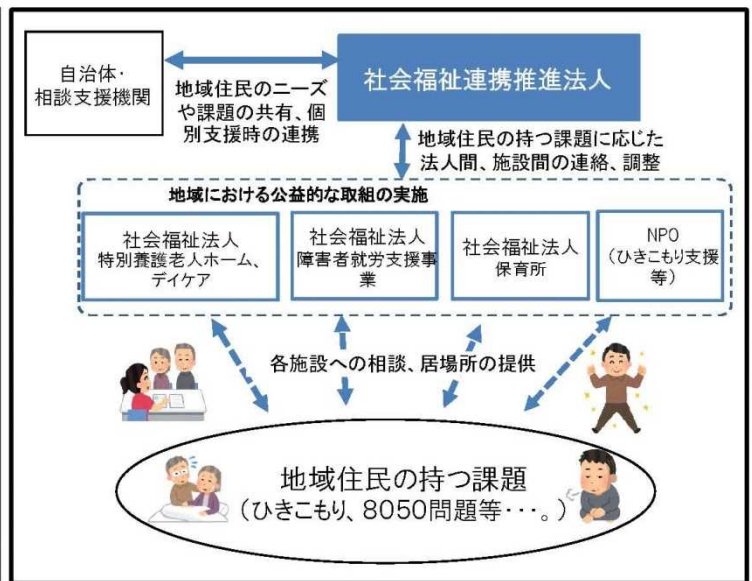 自治体・
相談支援機関
社会福祉連携推進法人
地域住民のニーズ
や課題の共有、個
別支援時の連携
地域住民の持つ課題に応じた
法人間、施設間の連絡、調整
地域における公益的な取組の実施
社会福祉法人
特別養護老人ホーム、
デイケア
社会福祉法人
障害者就労支援事
業
社会福祉法人
保育所
NPO
（ひきこもり支援
等）
各施設への相談、居場所の提供
地域住民の持つ課題
（ひきこもり、8050問題等・・・。）